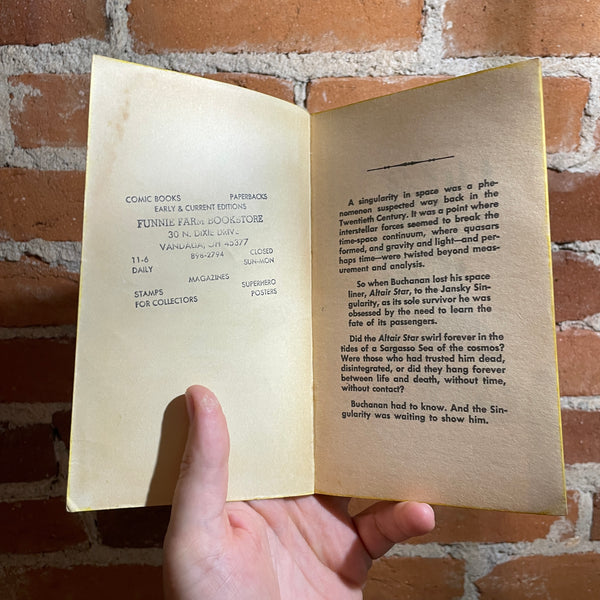 COMIC BOOKS PAPERBACKS
EARLY & CURRENT EDITIONS
FUNNIE FARM BOOKSTORE
30 N. DIXIE DRIVE
VANDALIA, OH 45377
11-6 898-2794 CLOSED
DAILY SUN-MON
MAGAZINES
STAMPS SUPERHERO
FOR COLLECTORS POSTERS
A singularity in space was a phe-
nomenon suspected way back in the
Twentieth Century. It was a point where
interstellar forces seemed to break the
time-space continuum, where quasars
formed, and gravity and light—and per-
haps time—were twisted beyond meas-
urement and analysis.
So when Buchanan lost his space
liner, Altair Star, to the Jansky Sin-
gularity, as its sole survivor he was
obsessed by the need to learn the
fate of its passengers.
Did the Altair Star swirl forever in the
tides of a Sargasso Sea of the cosmos?
Were those who had trusted him dead,
disintegrated, or did they hang forever
between life and death, without time,
without contact?
Buchanan had to know. And the Sin-
gularity was waiting to show him.